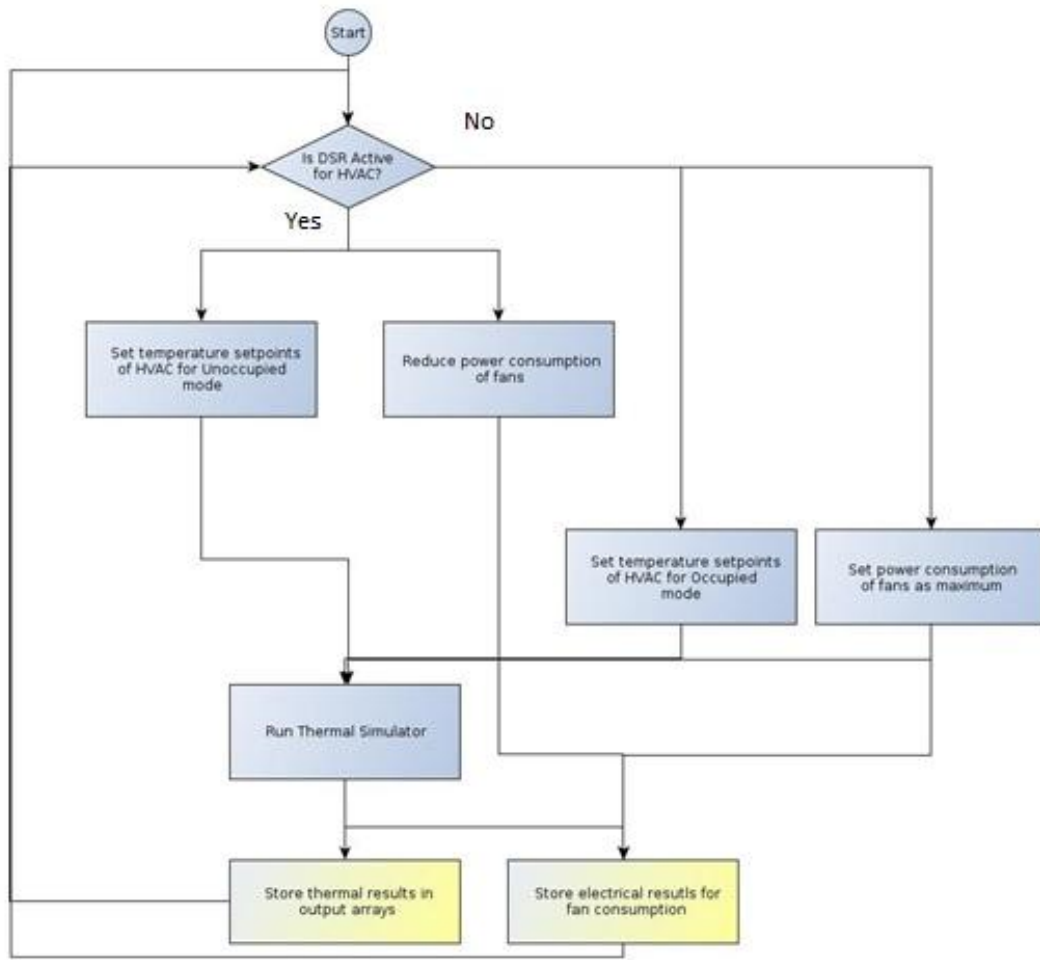 Start
No
Is DSR Active
for HVAC?
Yes
Set temperature setpoints
of HVAC for Unoccupied
mode
Reduce power consumption
of fans
Set temperature setpoints
of HVAC for Occupied
mode
Set power consumption
of fans as maximum
Run Thermal Simulator
Store thermal results in
output arrays
Store electrical resutls for
fan consumption